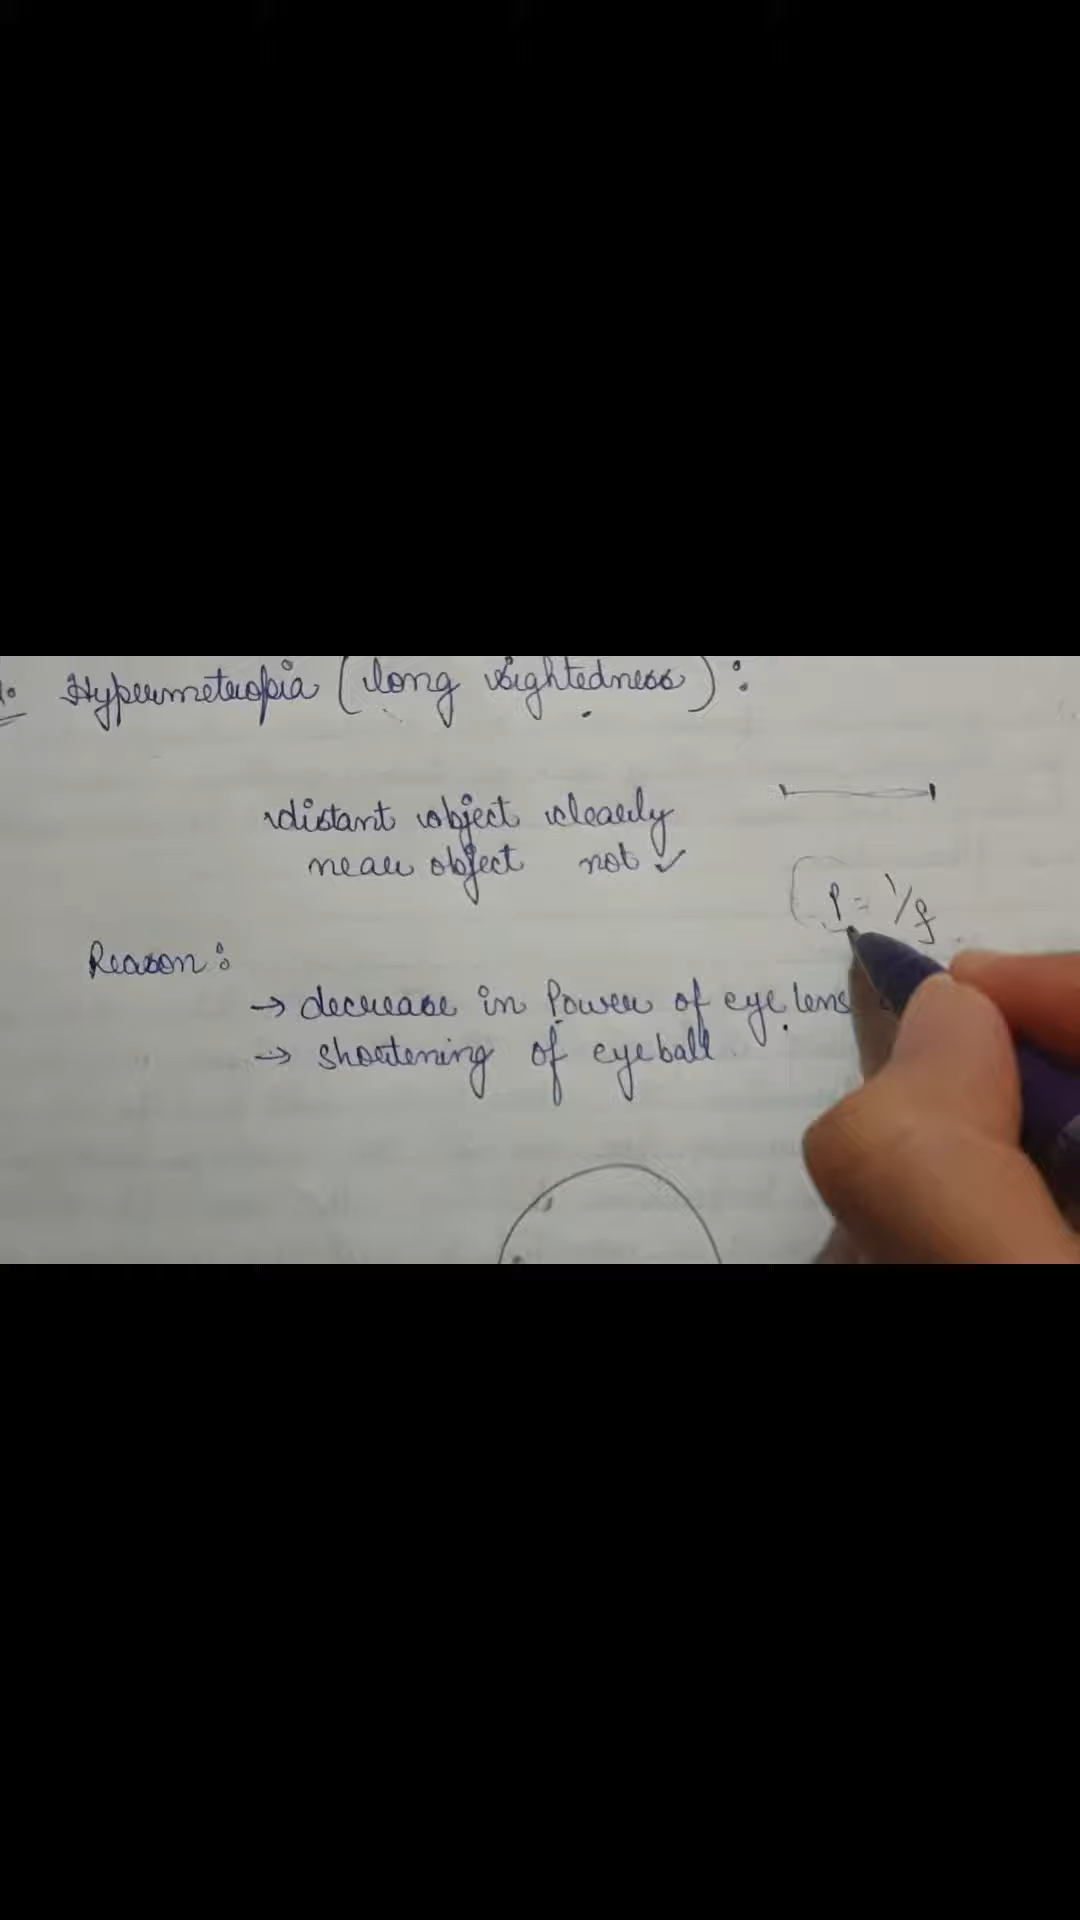 Hypermetropia (long sightedness):
distant object clearly
near object not ✓
P = 1/f
Reason:
→ decrease in Power of eye lens
→ shortening of eyeball